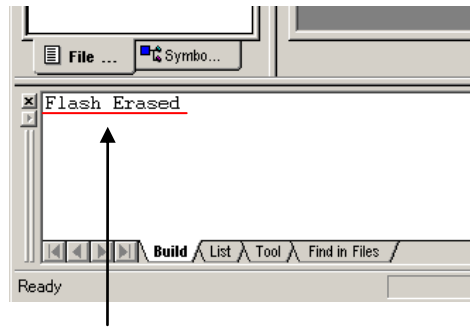 File ... Symbo...
Flash Erased
Build List Tool Find in Files
Ready